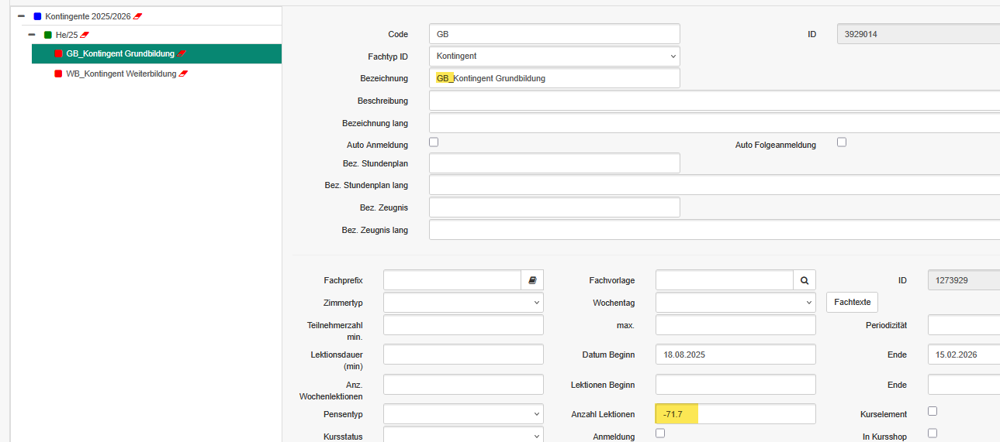 Kontingente 2025/2026
He/25
GB_Kontingent Grundbildung
WB_Kontingent Weiterbildung
Code GB ID 3929014
Fachtyp ID Kontingent
Bezeichnung GB_Kontingent Grundbildung
Beschreibung
Bezeichnung lang
Auto Anmeldung Auto Folgeanmeldung
Bez. Stundenplan
Bez. Stundenplan lang
Bez. Zeugnis
Bez. Zeugnis lang
Fachprefix Fachvorlage ID 1273929
Zimmertyp Wochentag Fachtexte
Teilnehmerzahl min. max. Periodizität
Lektionsdauer (min) Datum Beginn 18.08.2025 Ende 15.02.2026
Anz. Wochenlektionen Lektionen Beginn Ende
Pensentyp Anzahl Lektionen -71.7 Kurselement
Kursstatus Anmeldung In Kursshop